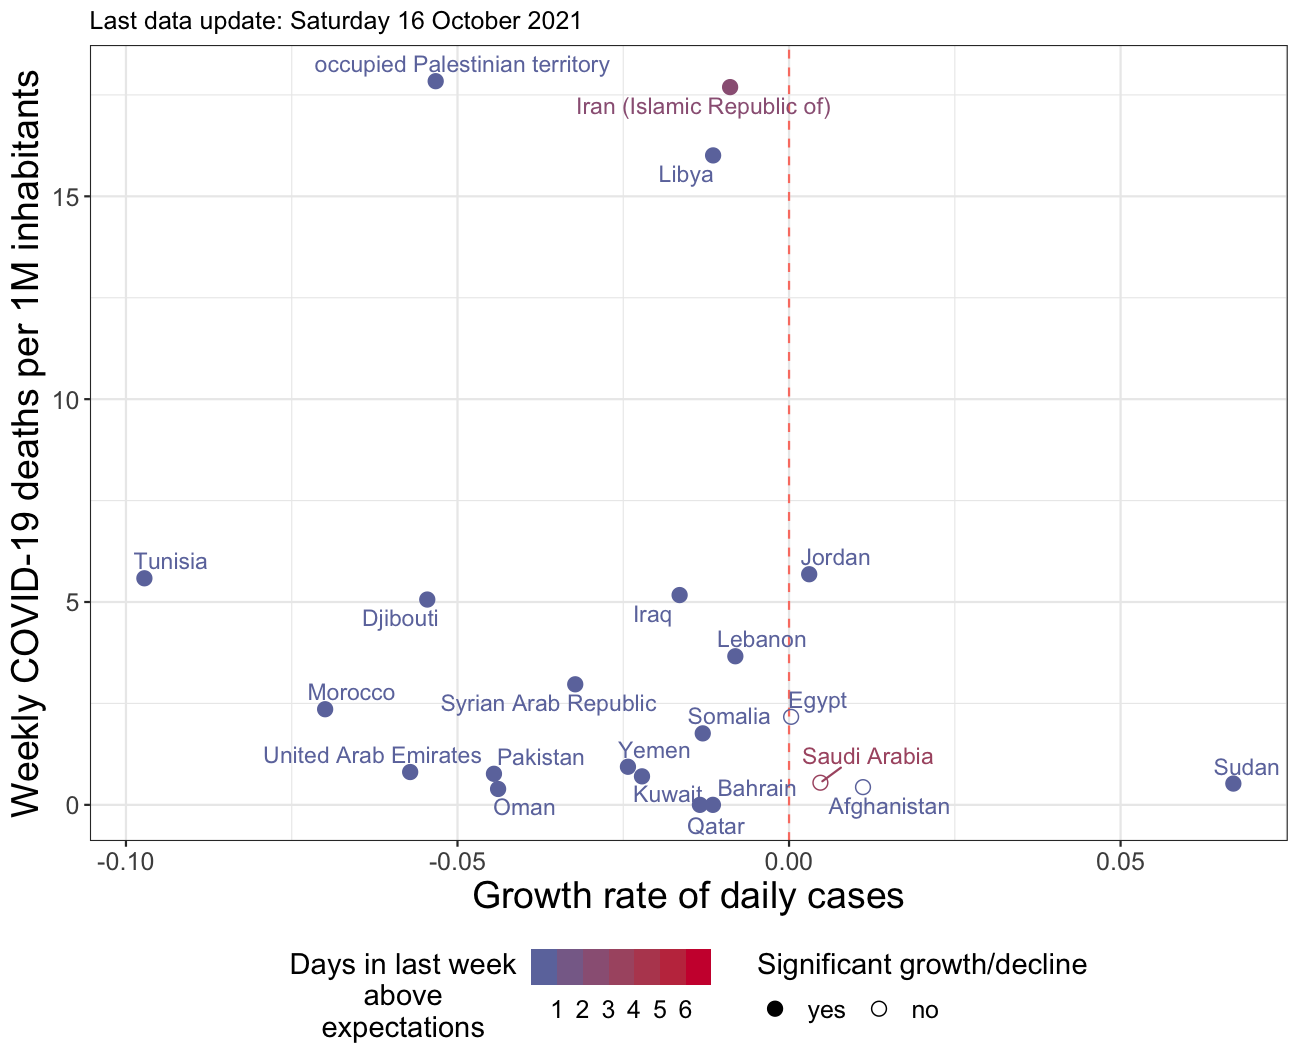 Last data update: Saturday 16 October 2021
Weekly COVID-19 deaths per 1M inhabitants
15
10
5
0
occupied Palestinian territory
Iran (Islamic Republic of)
Libya
Tunisia
Jordan
Djibouti
Iraq
Lebanon
Morocco
Syrian Arab Republic
Egypt
Somalia
United Arab Emirates
Pakistan
Yemen
Saudi Arabia
Sudan
Oman
Kuwait
Bahrain
Afghanistan
Qatar
-0.10
-0.05
0.00
0.05
Growth rate of daily cases
Days in last week
above
expectations
1 2 3 4 5 6
Significant growth/decline
yes
no